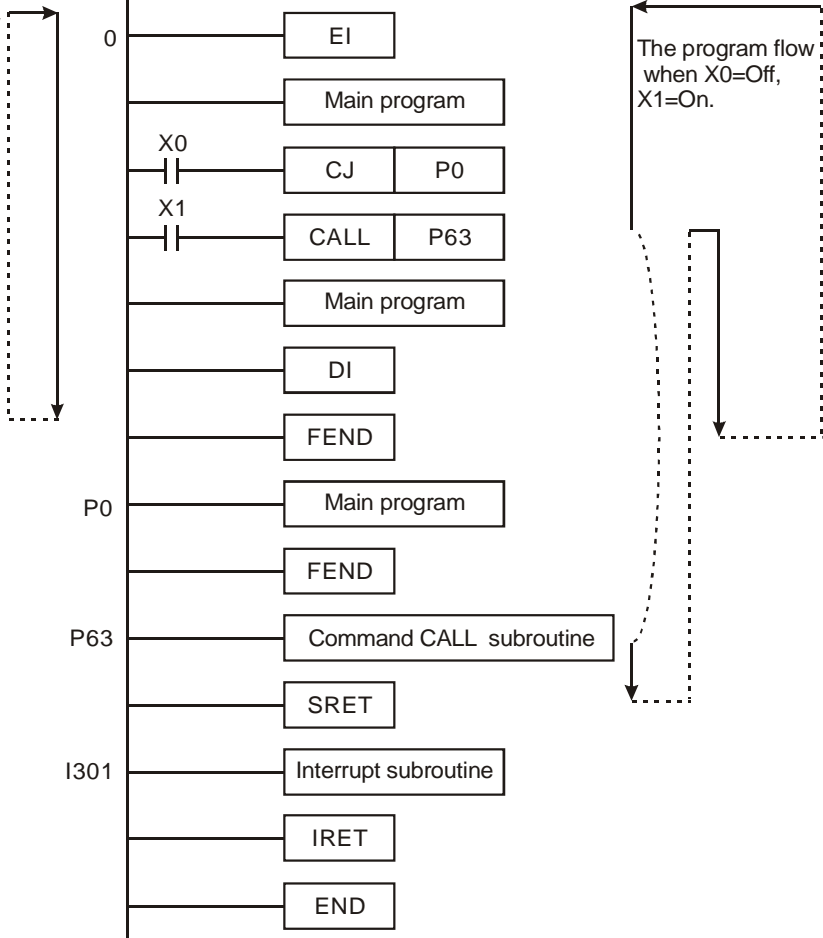 0 EI
The program flow
when X0=Off,
X1=On.
Main program
X0
CJ P0
X1
CALL P63
Main program
DI
FEND
P0 Main program
FEND
P63 Command CALL subroutine
SRET
I301 Interrupt subroutine
IRET
END